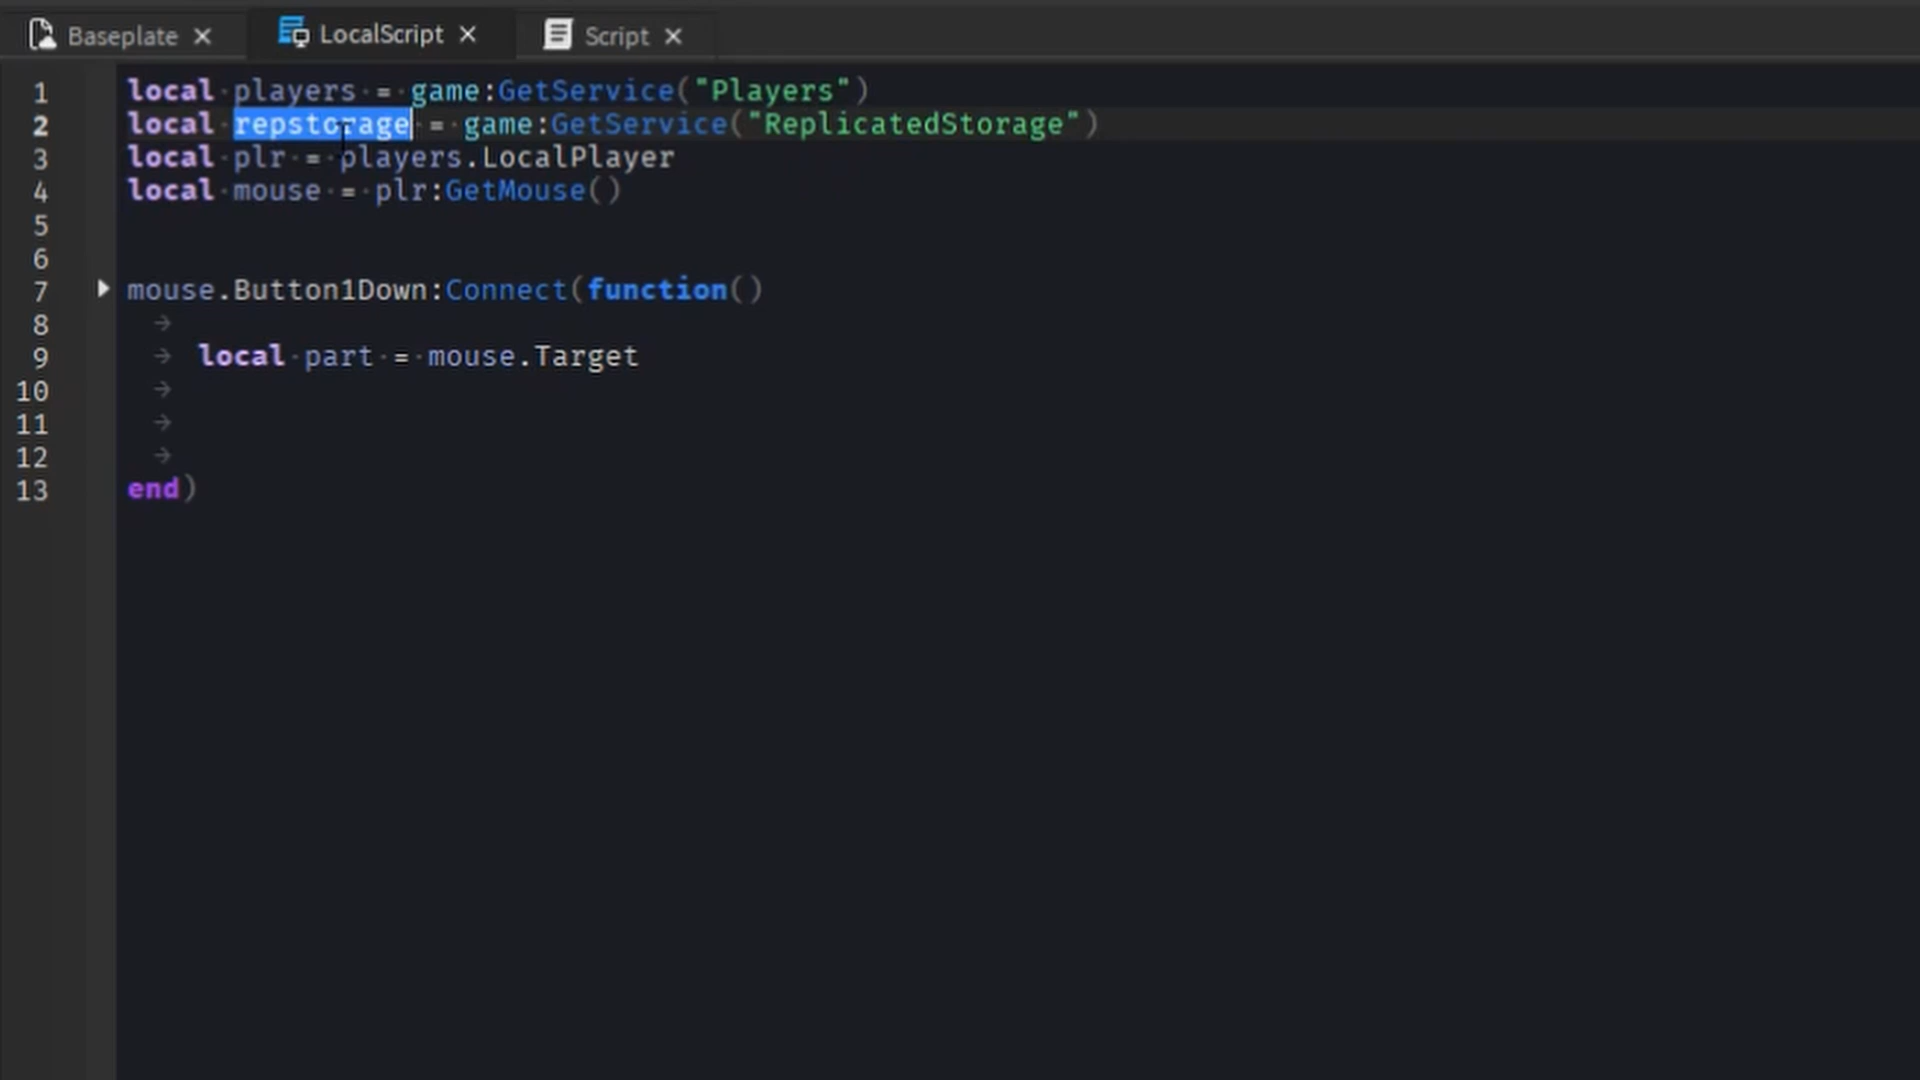 Baseplate LocalScript Script
1 local players = game:GetService("Players")
2 local repstorage = game:GetService("ReplicatedStorage")
3 local plr = players.LocalPlayer
4 local mouse = plr:GetMouse()
5
6
7 mouse.Button1Down:Connect(function()
8
9 local part = mouse.Target
10
11
12
13 end)